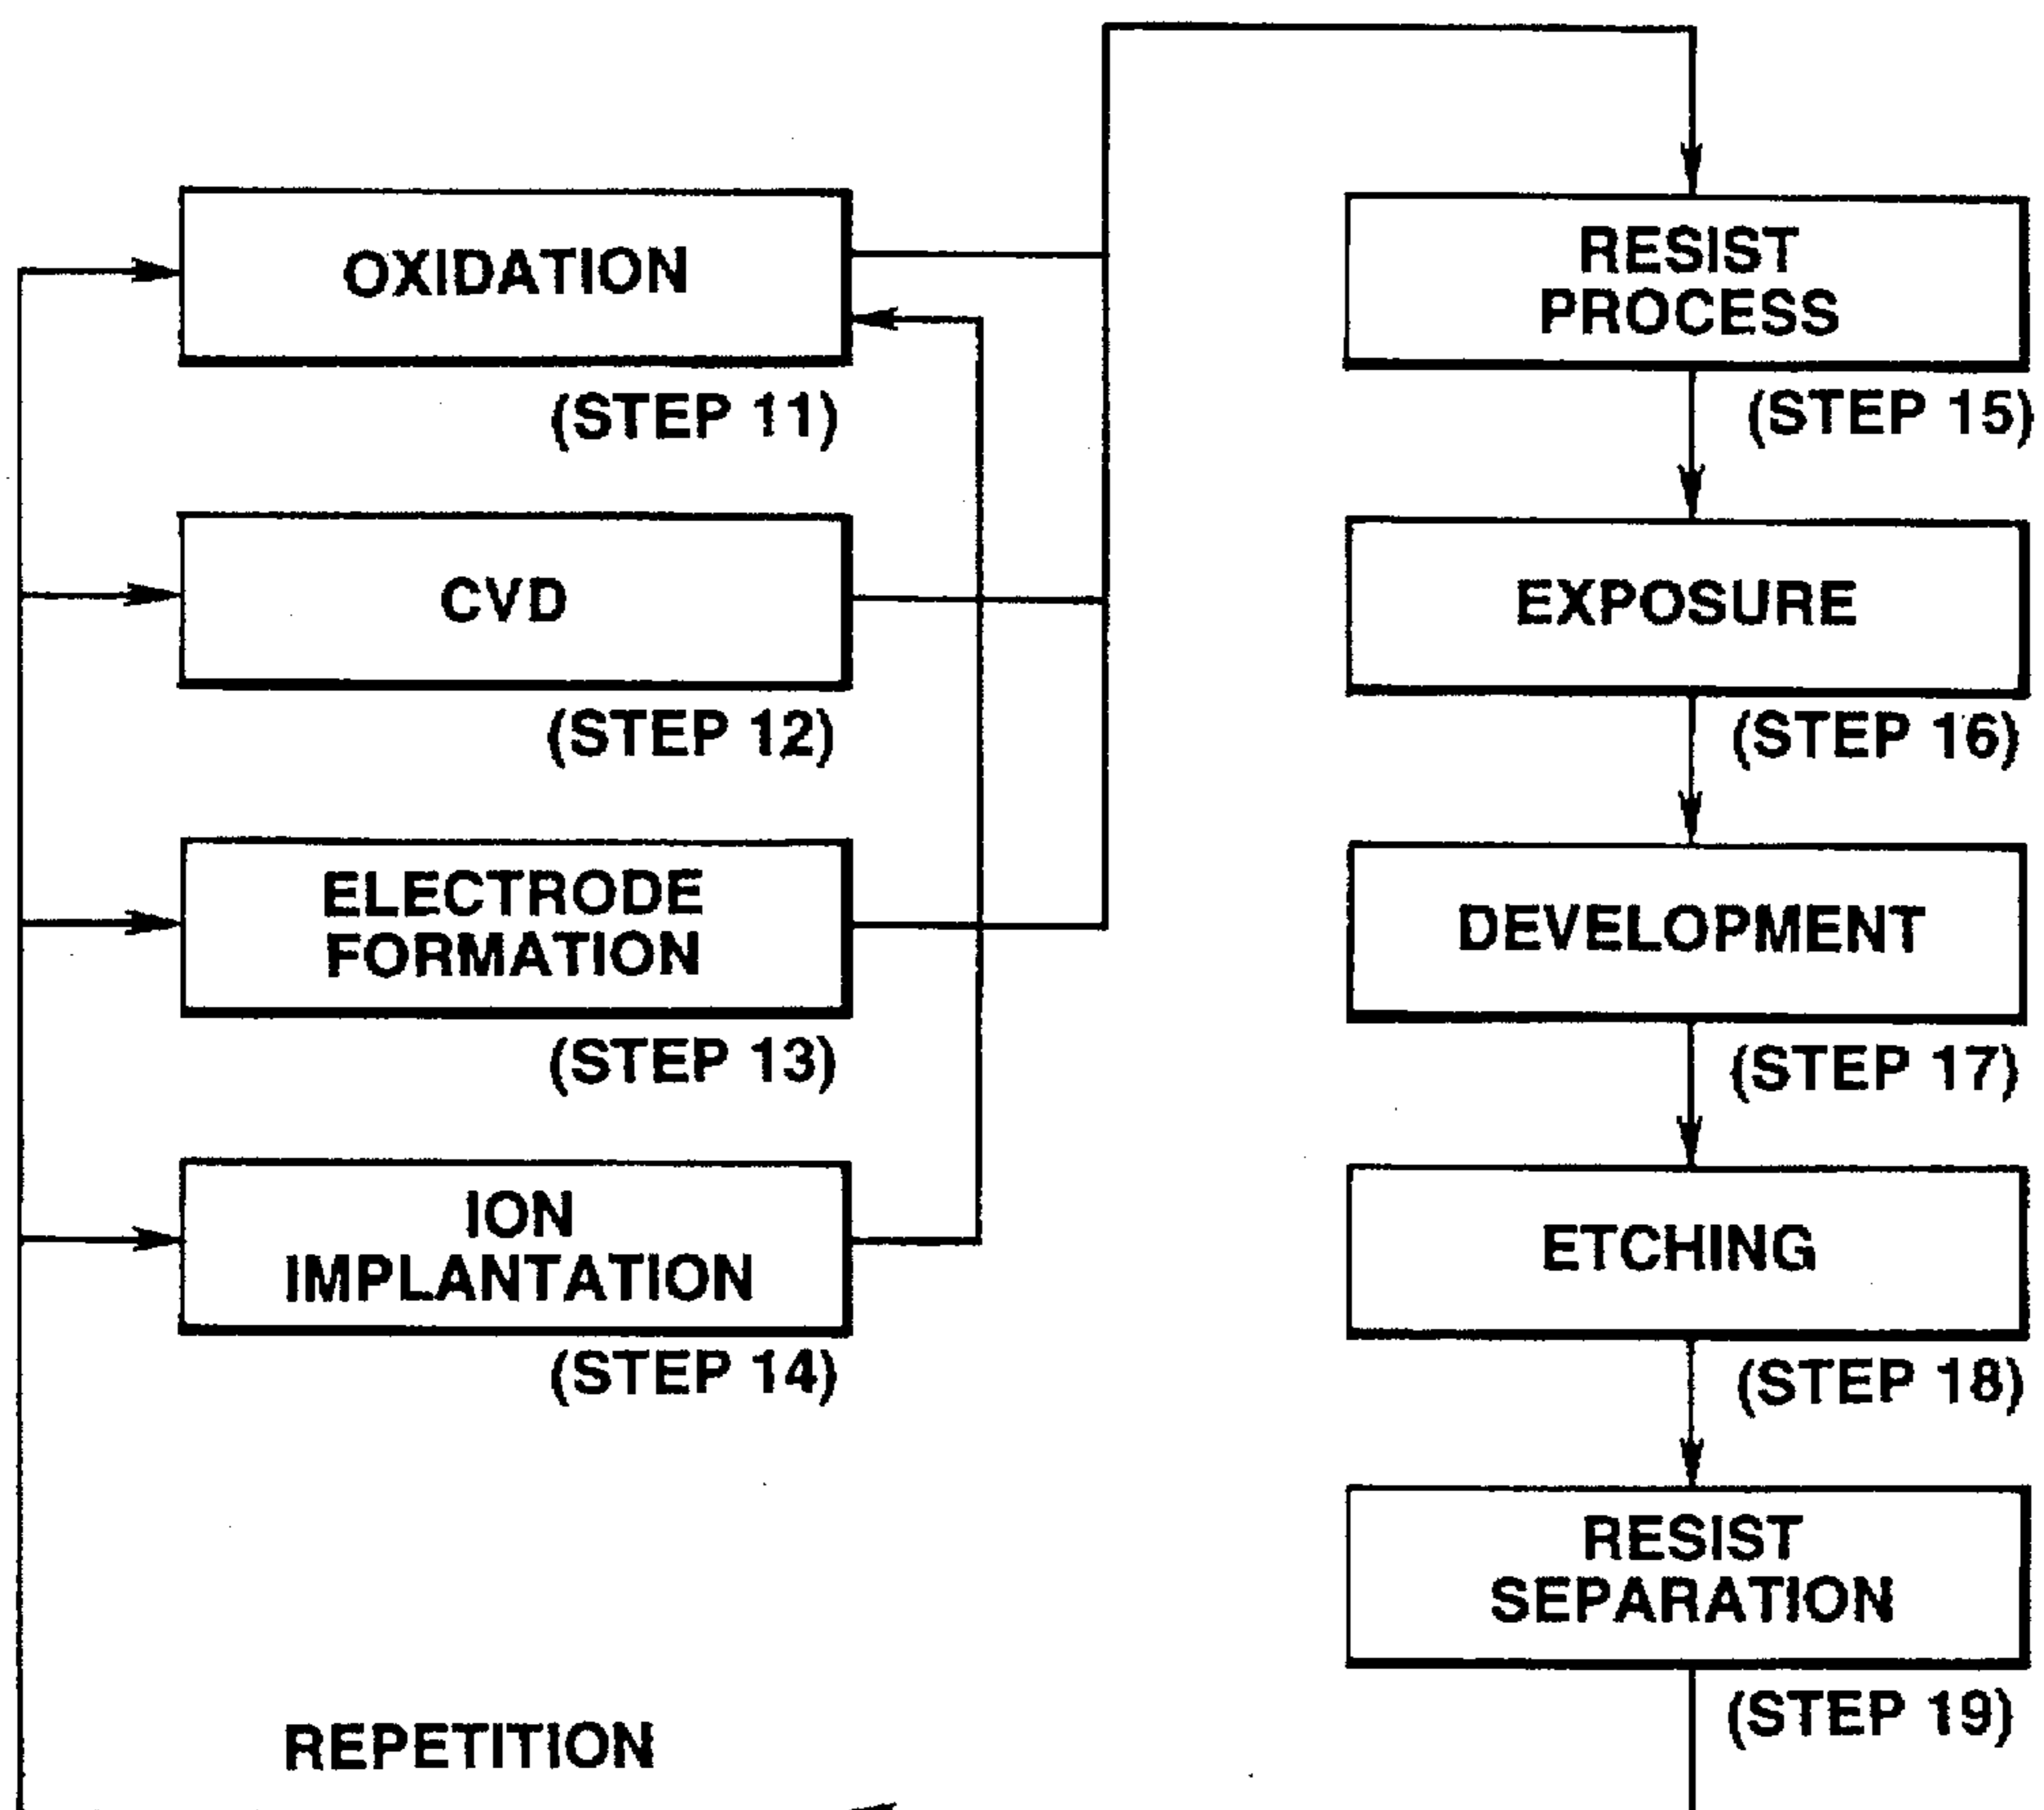 OXIDATION
(STEP 11)
CVD
(STEP 12)
ELECTRODE
FORMATION
(STEP 13)
ION
IMPLANTATION
(STEP 14)
REPETITION
RESIST
PROCESS
(STEP 15)
EXPOSURE
(STEP 16)
DEVELOPMENT
(STEP 17)
ETCHING
(STEP 18)
RESIST
SEPARATION
(STEP 19)